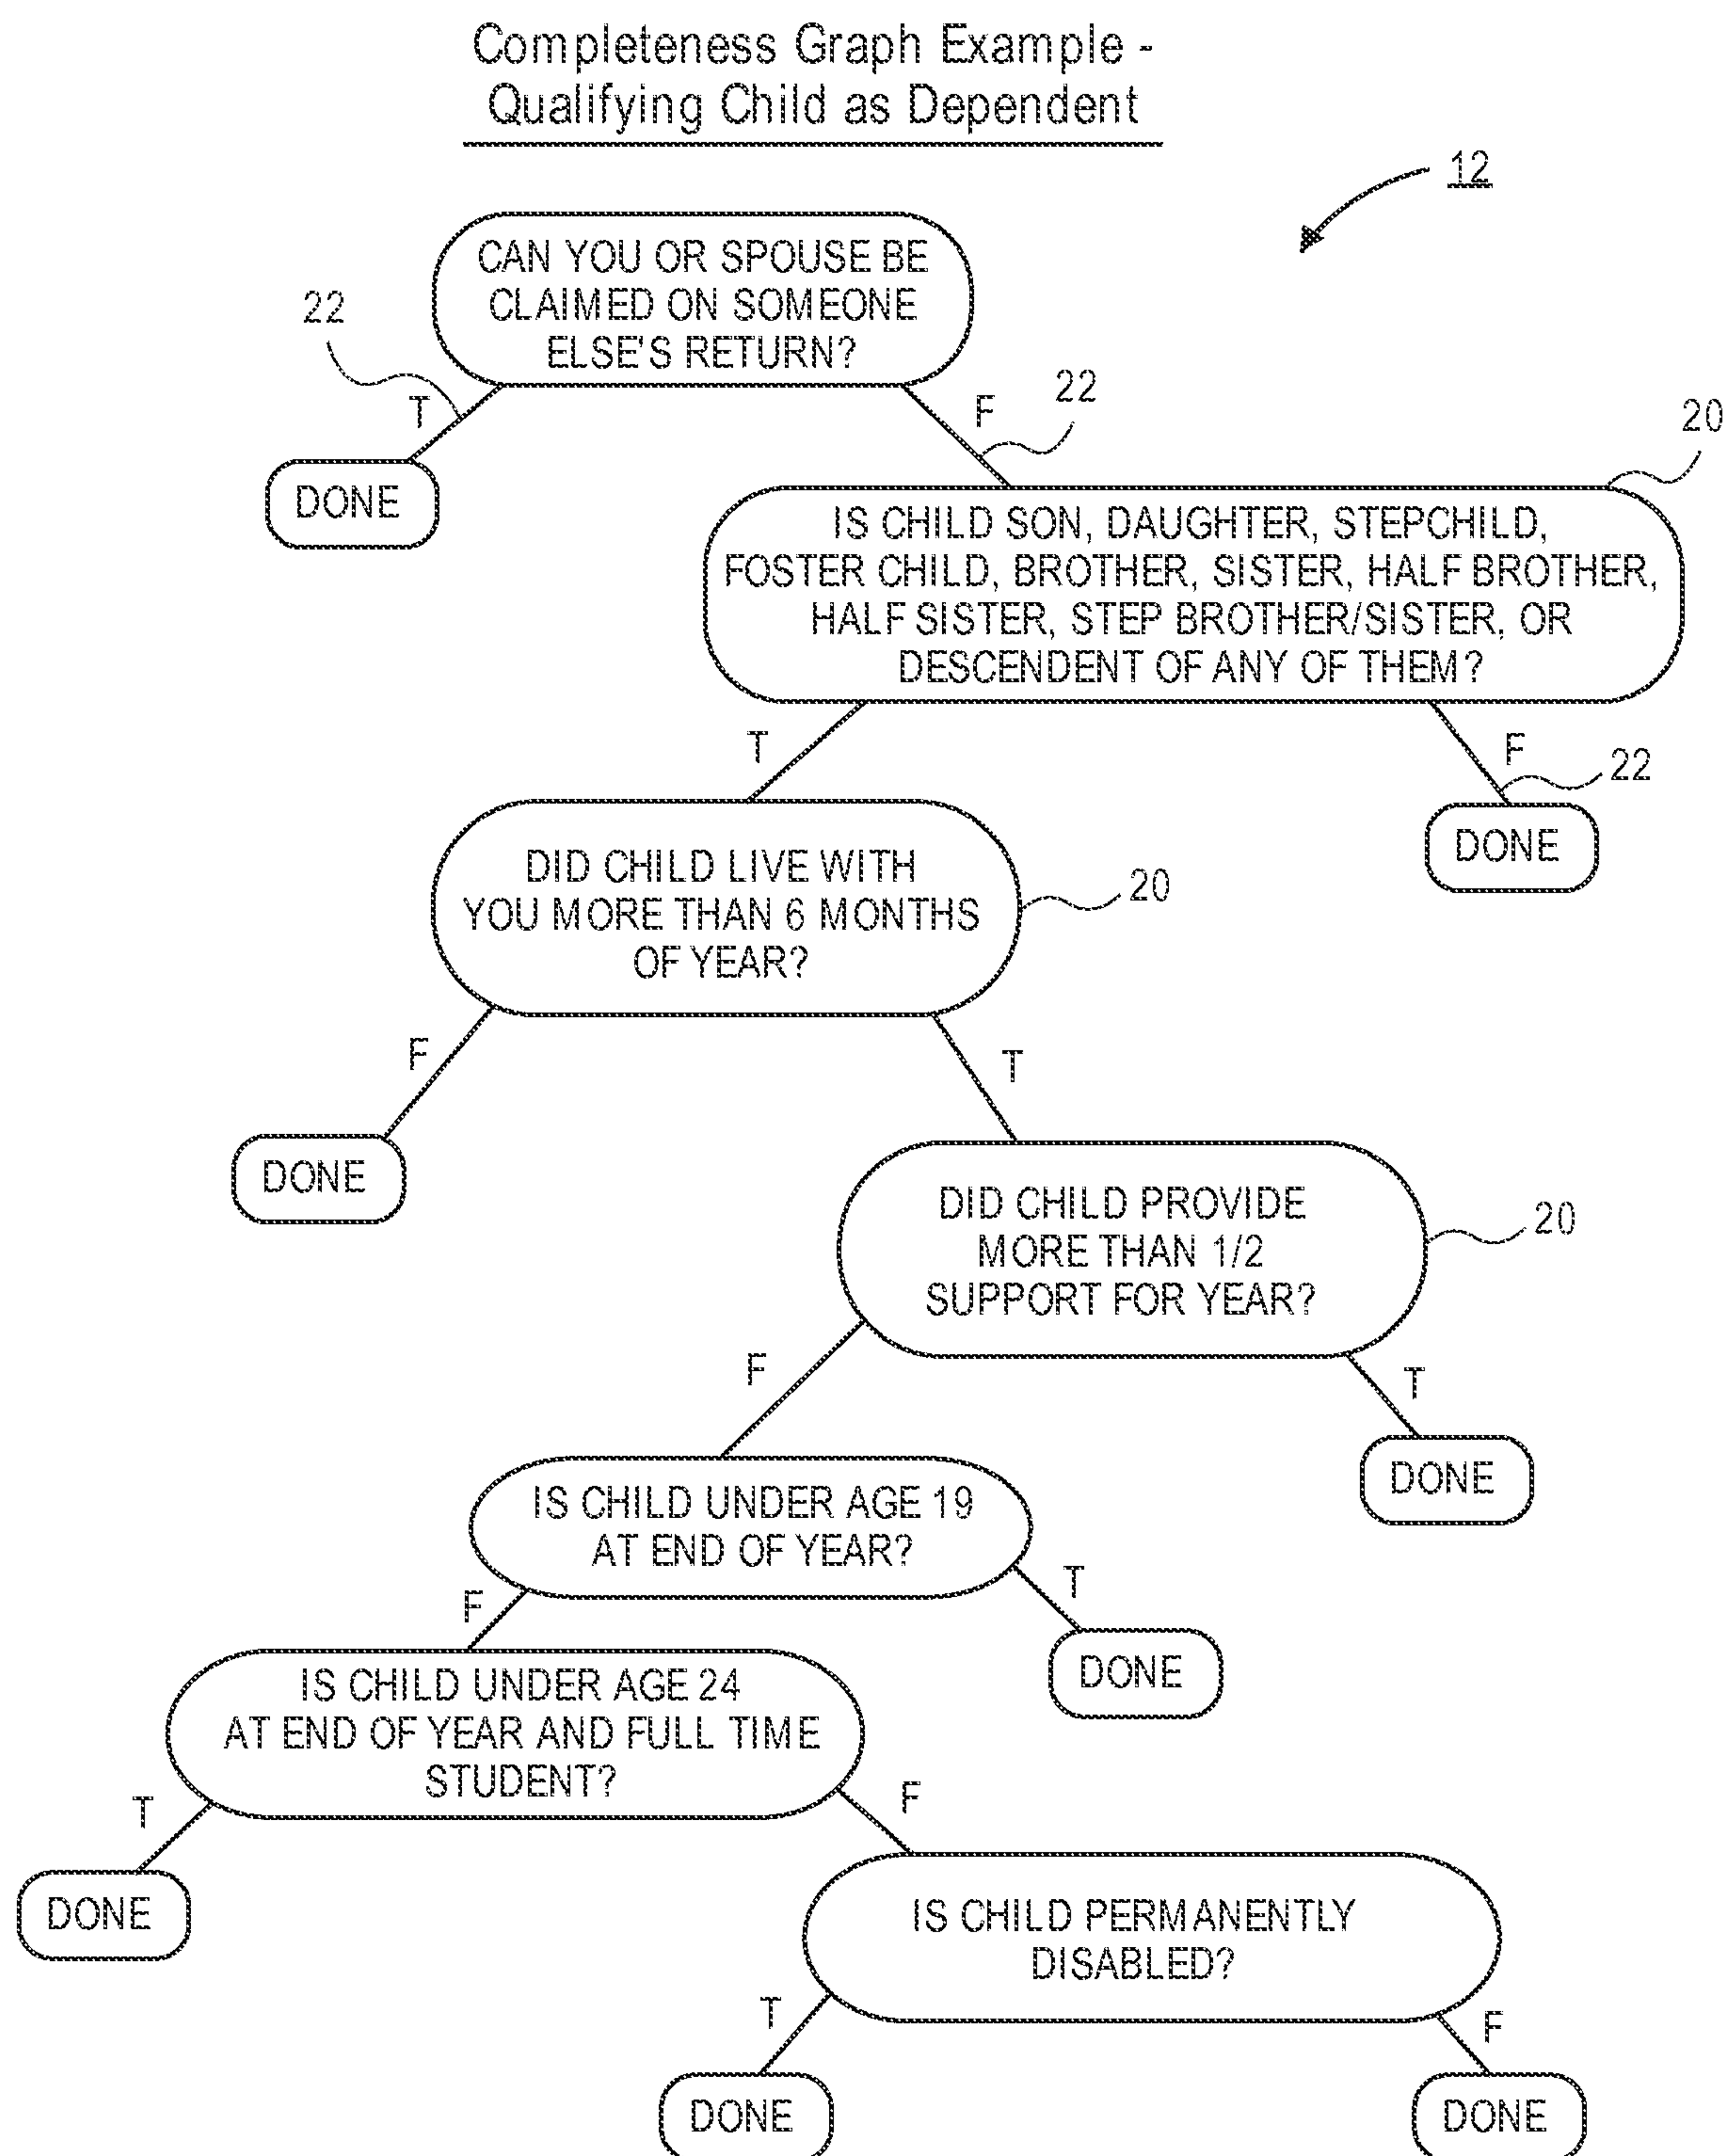 Completeness Graph Example -
Qualifying Child as Dependent
12
CAN YOU OR SPOUSE BE
CLAIMED ON SOMEONE
ELSE'S RETURN?
22
T
F
22
DONE
20
IS CHILD SON, DAUGHTER, STEPCHILD,
FOSTER CHILD, BROTHER, SISTER, HALF BROTHER,
HALF SISTER, STEP BROTHER/SISTER, OR
DESCENDENT OF ANY OF THEM?
T
F
22
DONE
DID CHILD LIVE WITH
YOU MORE THAN 6 MONTHS
OF YEAR?
20
F
T
DONE
DID CHILD PROVIDE
MORE THAN 1/2
SUPPORT FOR YEAR?
20
F
T
DONE
IS CHILD UNDER AGE 19
AT END OF YEAR?
F
T
DONE
IS CHILD UNDER AGE 24
AT END OF YEAR AND FULL TIME
STUDENT?
T
F
DONE
IS CHILD PERMANENTLY
DISABLED?
T
F
DONE
DONE